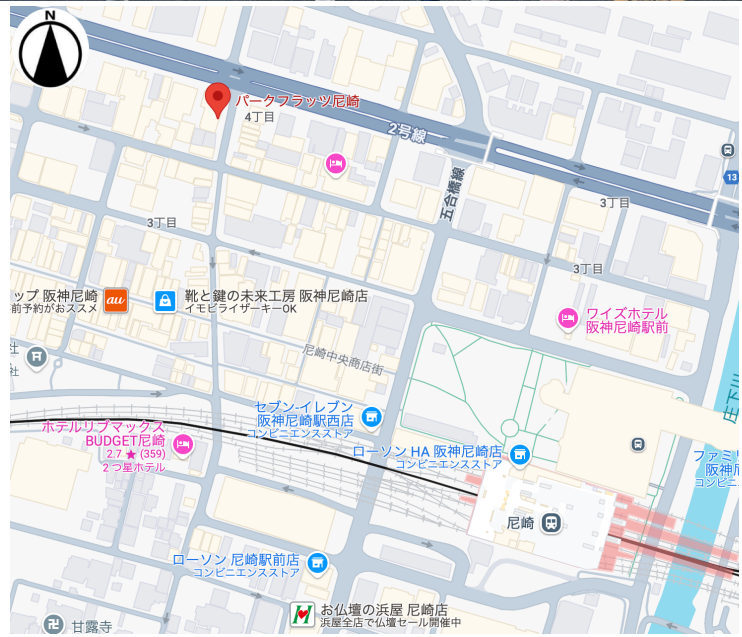 N
パークフラッツ尼崎
4丁目
2号線
五合橋線
13
3丁目
3丁目
3丁目
ップ 阪神尼崎
前予約がおススメ
au
靴と鍵の未来工房 阪神尼崎店
イモビライザーキーOK
ワイズホテル
阪神尼崎駅前
尼崎中央商店街
社
社
セブン-イレブン
阪神尼崎駅西店
コンビニエンスストア
ホテルリブマックス
BUDGET尼崎
2.7 ★ (359)
2 つ星ホテル
ローソン HA 阪神尼崎店
コンビニエンスストア
庄下川
ファミリ
阪神尼
コンビニ
尼崎
ローソン 尼崎駅前店
コンビニエンスストア
お仏壇の浜屋 尼崎店
浜屋全店で仏壇セール開催中
甘露寺